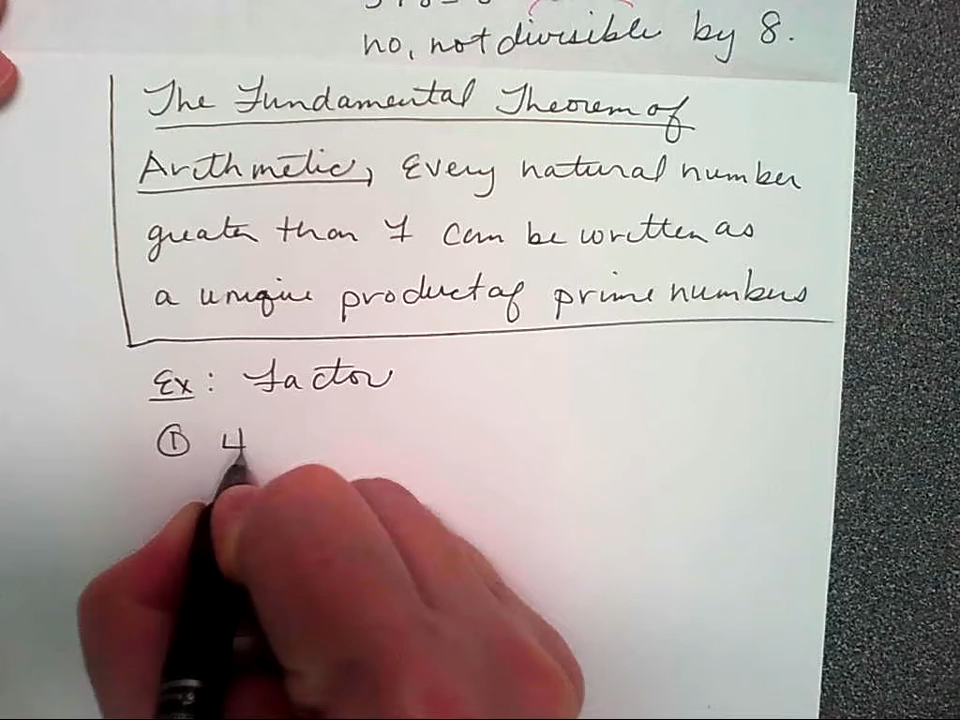 no, not divisible by 8.
The Fundamental Theorem of
Arithmetic, Every natural number
greater than 1 can be written as
a unique product of prime numbers
Ex: Factor
① 4